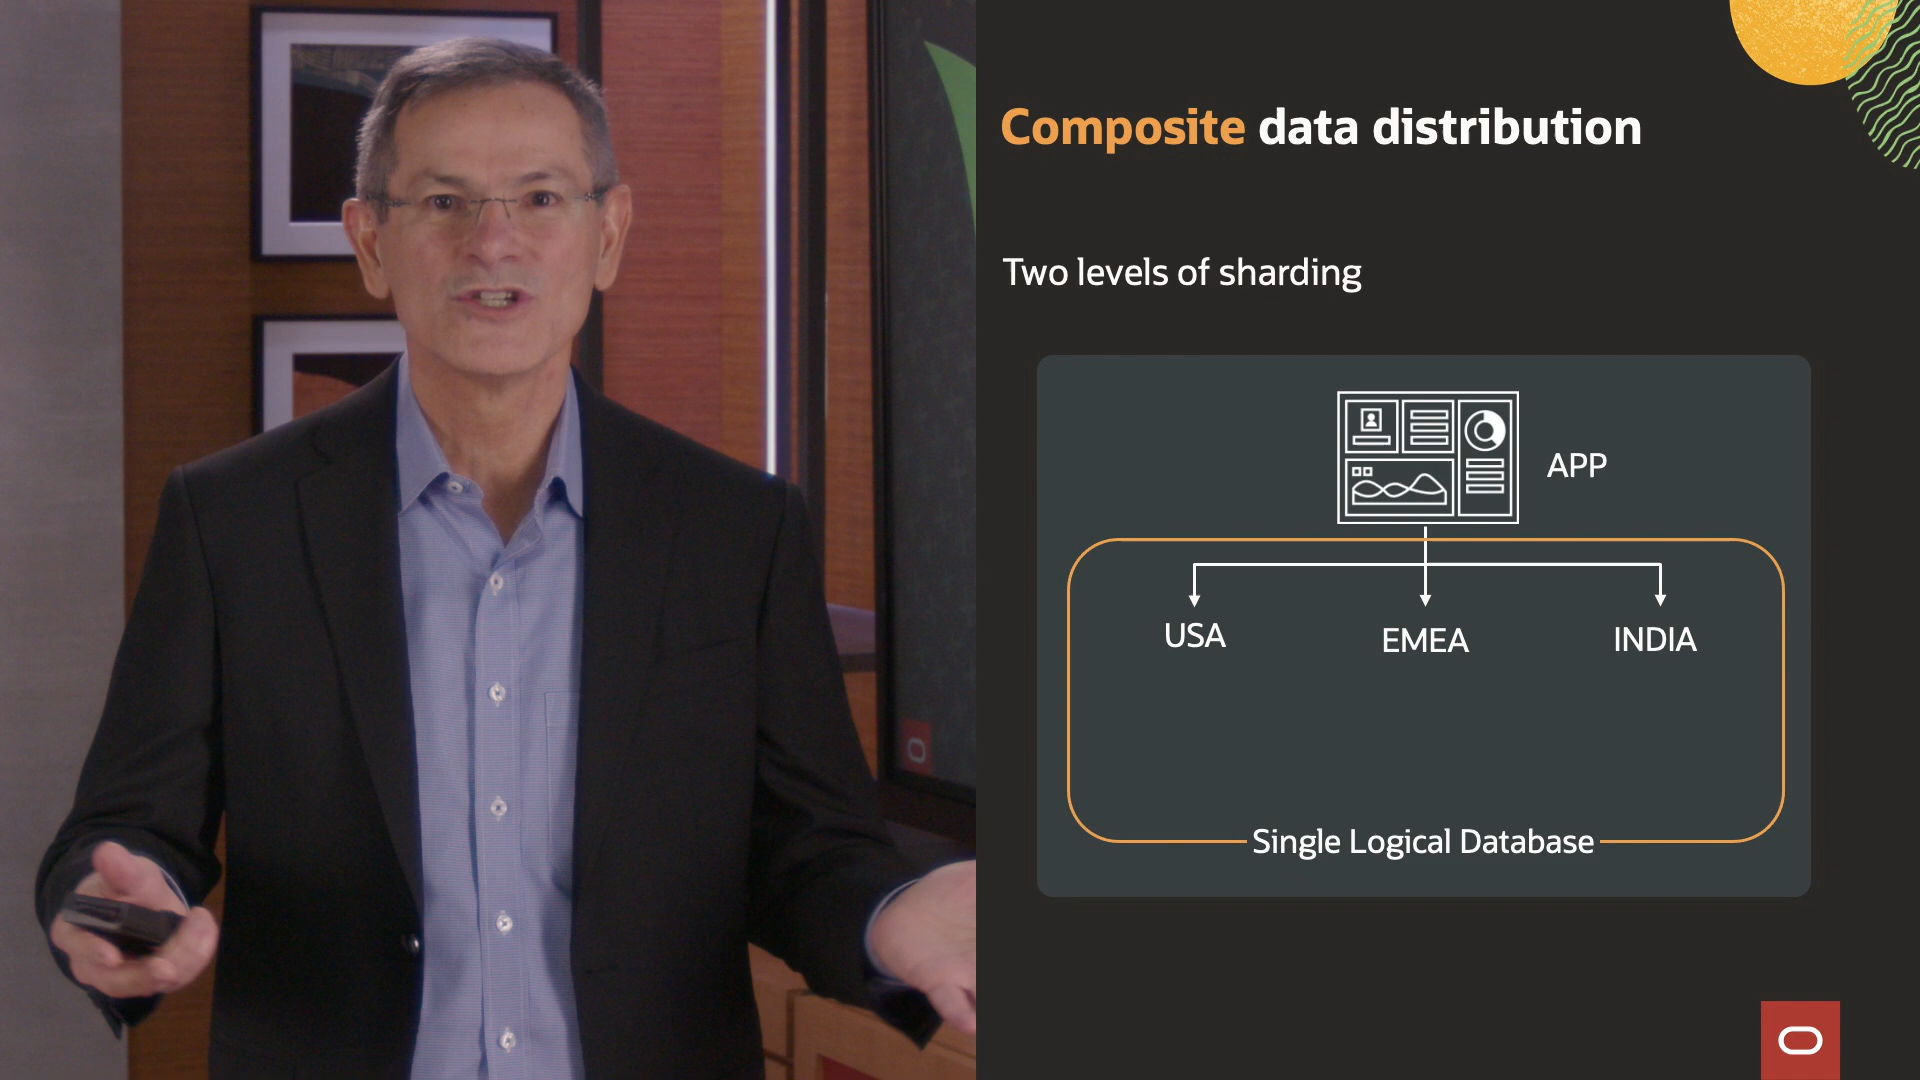 Composite data distribution
Two levels of sharding
APP
USA
EMEA
INDIA
Single Logical Database